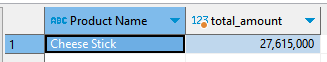 ABC Product Name 123 total_amount
1 Cheese Stick 27,615,000